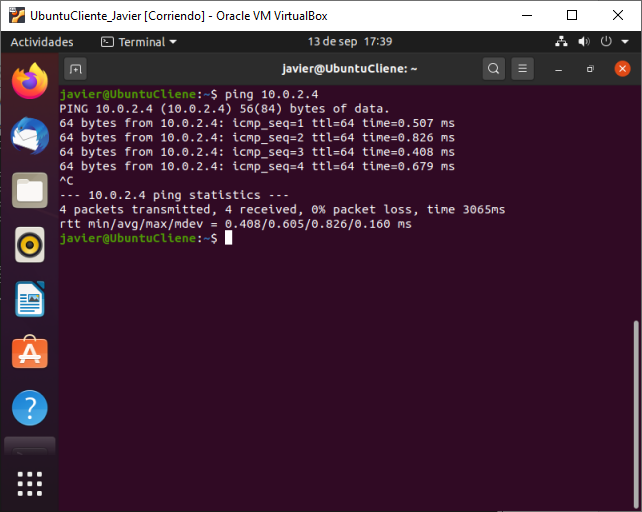 UbuntuCliente_Javier [Corriendo] - Oracle VM VirtualBox
Actividades Terminal 13 de sep 17:39
javier@UbuntuCliene: ~
javier@UbuntuCliene:~$ ping 10.0.2.4
PING 10.0.2.4 (10.0.2.4) 56(84) bytes of data.
64 bytes from 10.0.2.4: icmp_seq=1 ttl=64 time=0.507 ms
64 bytes from 10.0.2.4: icmp_seq=2 ttl=64 time=0.826 ms
64 bytes from 10.0.2.4: icmp_seq=3 ttl=64 time=0.408 ms
64 bytes from 10.0.2.4: icmp_seq=4 ttl=64 time=0.679 ms
^C
--- 10.0.2.4 ping statistics ---
4 packets transmitted, 4 received, 0% packet loss, time 3065ms
rtt min/avg/max/mdev = 0.408/0.605/0.826/0.160 ms
javier@UbuntuCliene:~$